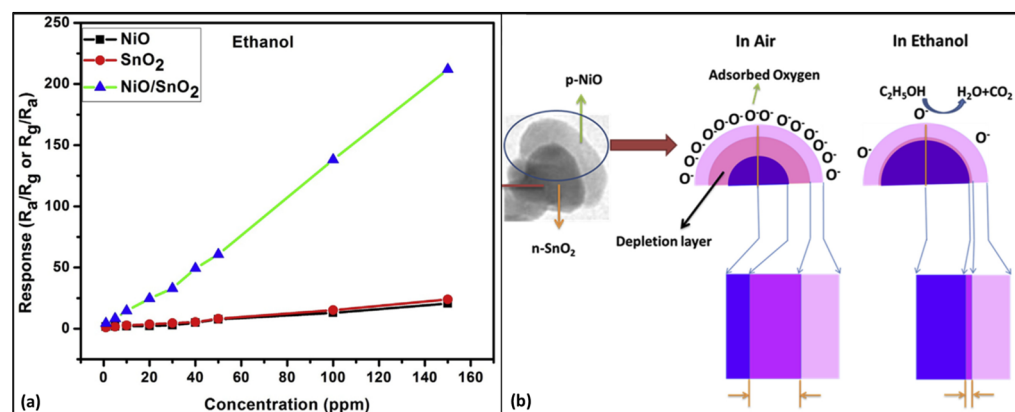 250
200
150
100
50
0
Response (Rₐ/R_g or R_g/Rₐ)
NiO
SnO₂
NiO/SnO₂
Ethanol
0 20 40 60 80 100 120 140 160
Concentration (ppm)
(a)
In Air
In Ethanol
p-NiO
Adsorbed Oxygen
C₂H₅OH
H₂O+CO₂
O⁻ O⁻ O⁻ O⁻ O⁻ O⁻ O⁻ O⁻ O⁻ O⁻ O⁻ O⁻ O⁻ O⁻
O⁻
O⁻
O⁻
n-SnO₂
Depletion layer
(b)